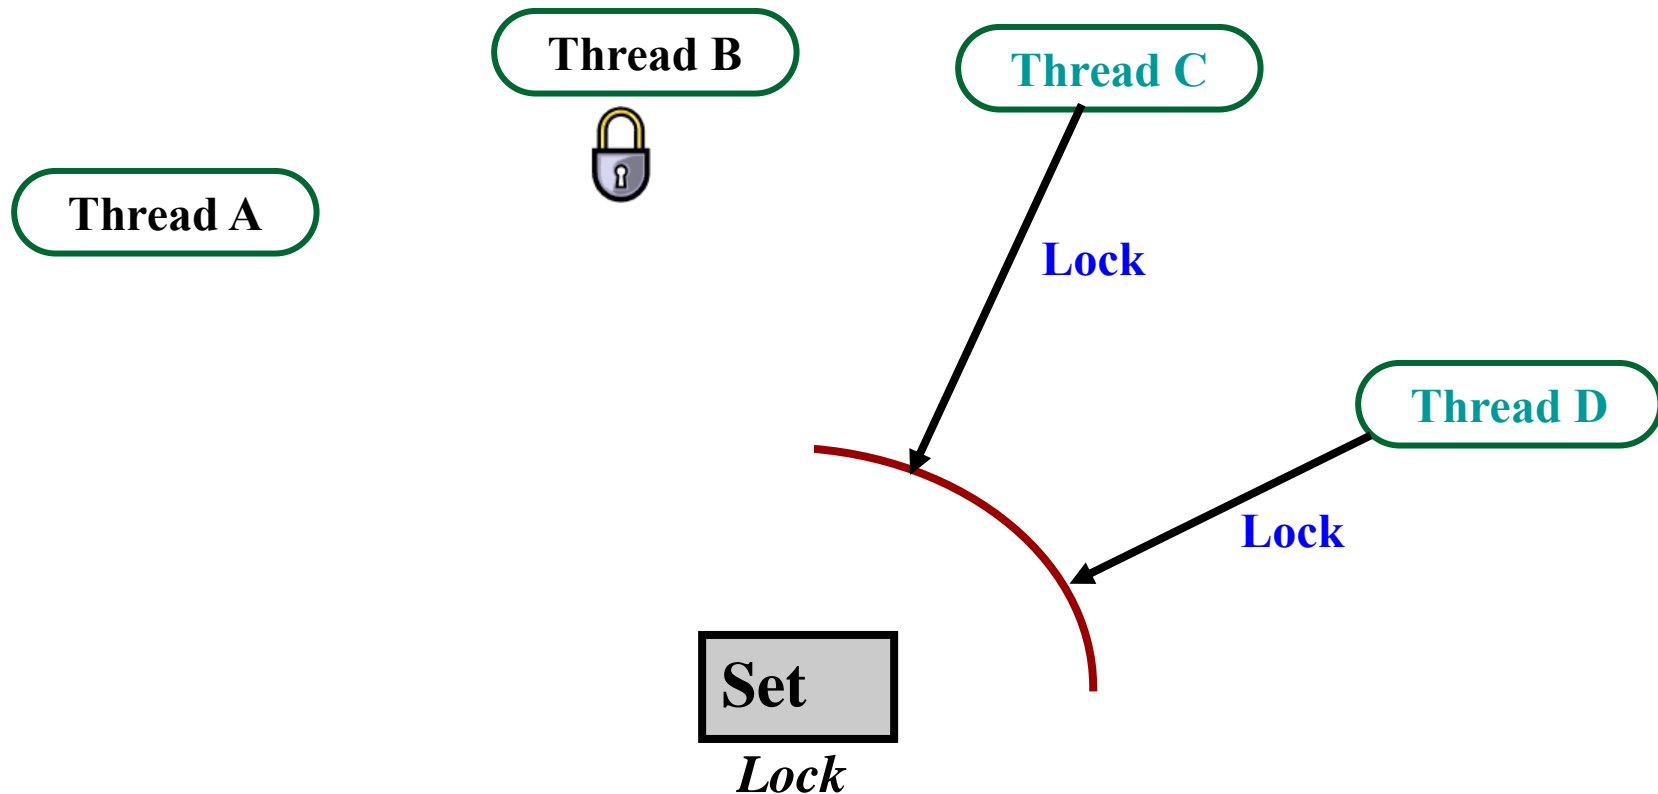 Thread B
Thread C
Thread A
Lock
Thread D
Lock
Set
Lock